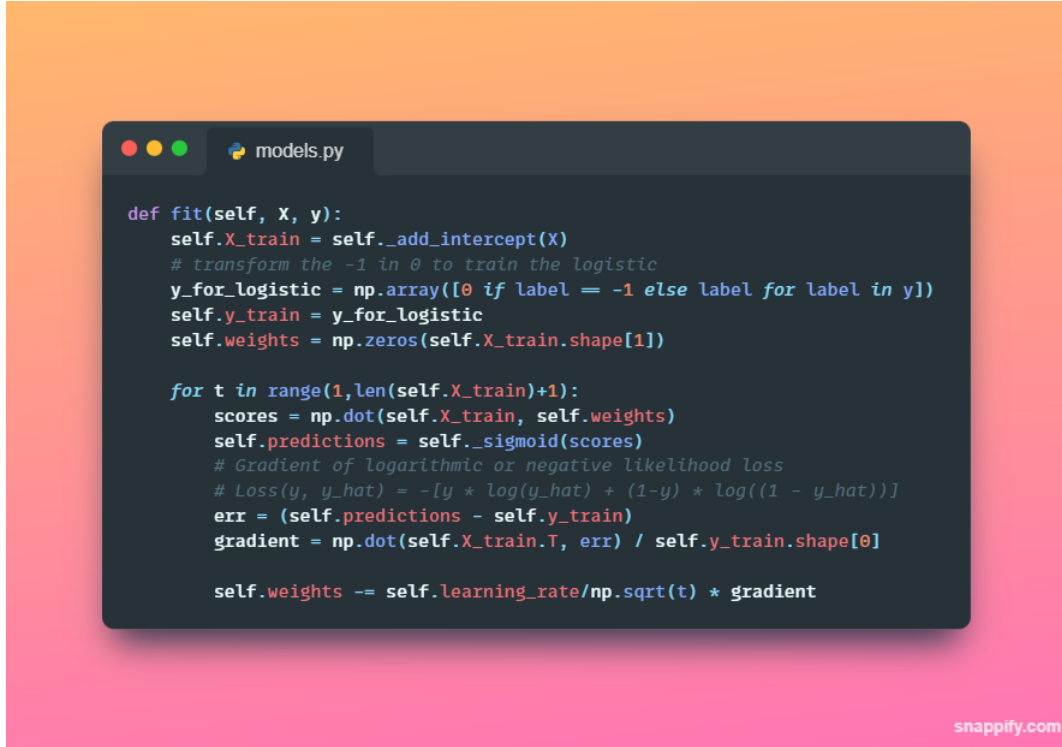 models.py
def fit(self, X, y):
    self.X_train = self._add_intercept(X)
    # transform the -1 in 0 to train the logistic
    y_for_logistic = np.array([0 if label == -1 else label for label in y])
    self.y_train = y_for_logistic
    self.weights = np.zeros(self.X_train.shape[1])
    for t in range(1,len(self.X_train)+1):
        scores = np.dot(self.X_train, self.weights)
        self.predictions = self._sigmoid(scores)
        # Gradient of logarithmic or negative likelihood loss
        # Loss(y, y_hat) = -[y * log(y_hat) + (1-y) * log((1 - y_hat))]
        err = (self.predictions - self.y_train)
        gradient = np.dot(self.X_train.T, err) / self.y_train.shape[0]
        self.weights -= self.learning_rate/np.sqrt(t) * gradient
snappify.com